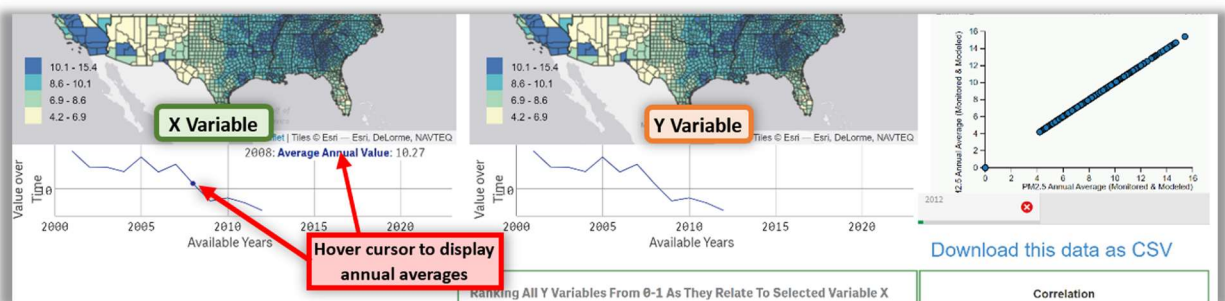 10.1 - 15.4
8.6 - 10.1
6.9 - 8.6
4.2 - 6.9
X Variable
| Tiles © Esri — Esri, DeLorme, NAVTEQ
2008: Average Annual Value: 10.27
Value over
Time
2000 2005 2010 2015 2020
Available Years
Hover cursor to display
annual averages
10.1 - 15.4
8.6 - 10.1
6.9 - 8.6
4.2 - 6.9
Y Variable
Tiles © Esri — Esri, DeLorme, NAVTEQ
Value over
Time
2000 2005 2010 2015 2020
Available Years
Ranking All Y Variables From 0-1 As They Relate To Selected Variable X
16
14
12
10
8
6
4
2
0
0 2 4 6 8 10 12 14 16
Annual Average (Monitored & Modeled)
PM2.5 Annual Average (Monitored & Modeled)
2012
Download this data as CSV
Correlation